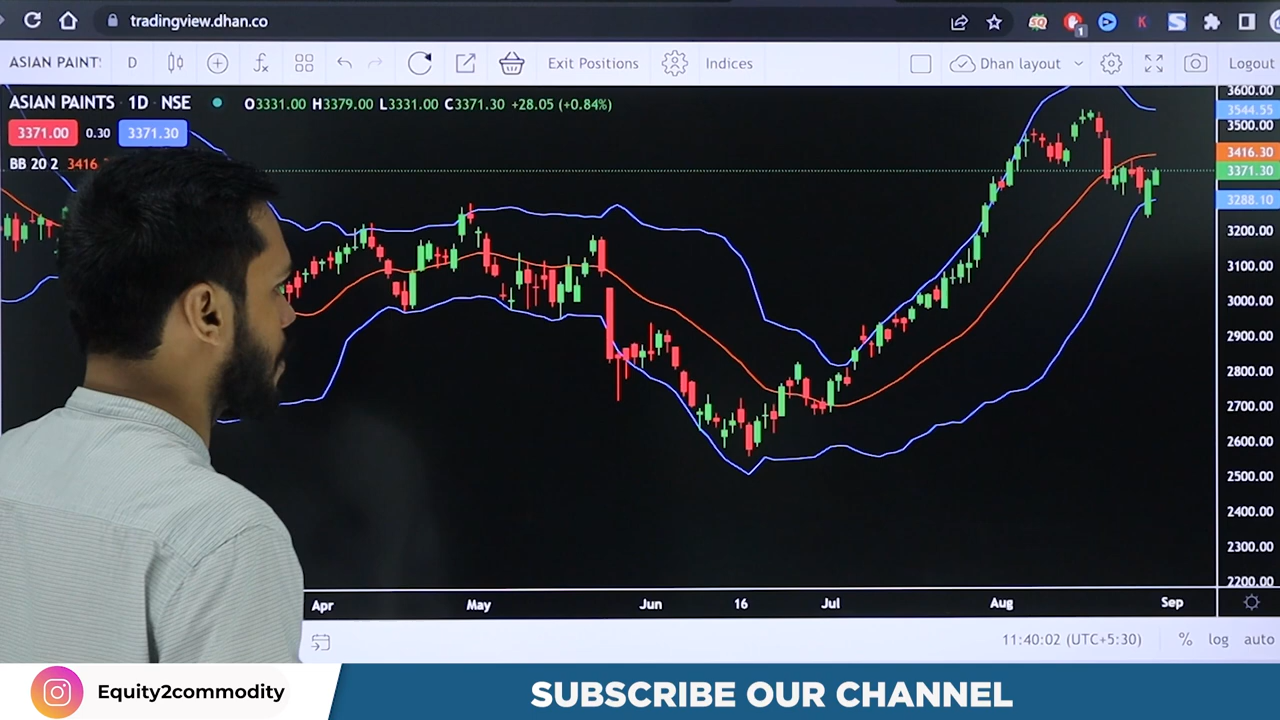 tradingview.dhan.co
SQ 1 K S
ASIAN PAINT: D fx Exit Positions Indices Dhan layout Logout
ASIAN PAINTS · 1D · NSE O3331.00 H3379.00 L3331.00 C3371.30 +28.05 (+0.84%)
3371.00 0.30 3371.30
BB 20 2 3416
3600.00
3544.55
3500.00
3416.30
3371.30
3288.10
3200.00
3100.00
3000.00
2900.00
2800.00
2700.00
2600.00
2500.00
2400.00
2300.00
2200.00
Apr May Jun 16 Jul Aug Sep
11:40:02 (UTC+5:30) % log auto
Equity2commodity
SUBSCRIBE OUR CHANNEL